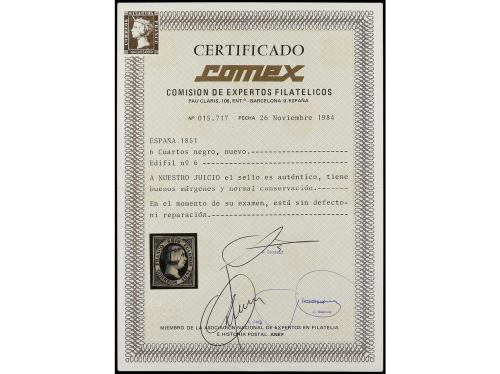 CERTIFICADO
comex
COMISION DE EXPERTOS FILATELICOS
PAU CLARIS, 106, ENT.º - BARCELONA-9. ESPAÑA
Nº 015.717 FECHA 26 Noviembre 1984
ESPAÑA 1851
6 Cuartos negro, nuevo.
Edifil nº 6
A NUESTRO JUICIO el sello es auténtico, tiene
buenos márgenes y normal conservación.
En el momento de su examen, está sin defecto-
ni reparación.
MIEMBRO DE LA ASOCIACIÓN NACIONAL DE EXPERTOS EN FILATELIA
E HISTORIA POSTAL. ANEF